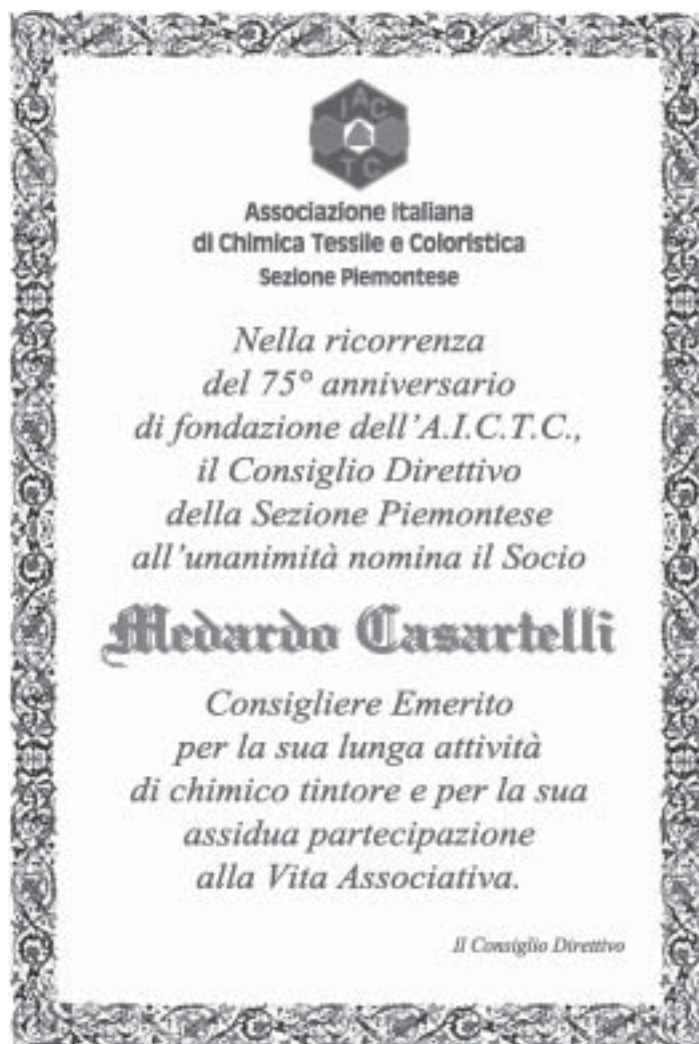 IAC
TC
Associazione Italiana
di Chimica Tessile e Coloristica
Sezione Piemontese
Nella ricorrenza
del 75° anniversario
di fondazione dell'A.I.C.T.C.,
il Consiglio Direttivo
della Sezione Piemontese
all'unanimità nomina il Socio
Medardo Casartelli
Consigliere Emerito
per la sua lunga attività
di chimico tintore e per la sua
assidua partecipazione
alla Vita Associativa.
Il Consiglio Direttivo